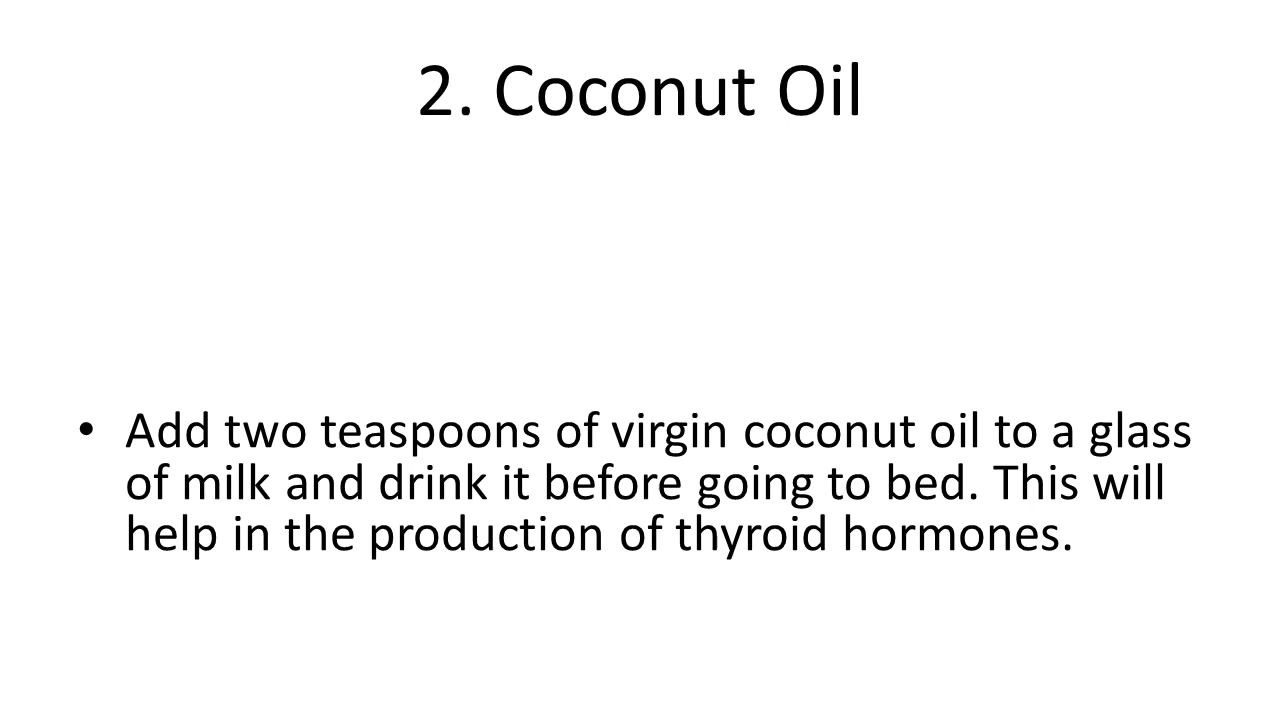 2. Coconut Oil
• Add two teaspoons of virgin coconut oil to a glass
of milk and drink it before going to bed. This will
help in the production of thyroid hormones.